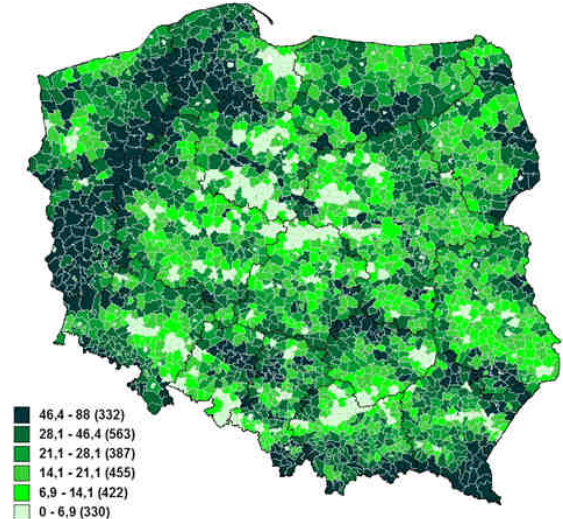 46,4 - 88 (332)
28,1 - 46,4 (563)
21,1 - 28,1 (387)
14,1 - 21,1 (455)
6,9 - 14,1 (422)
0 - 6,9 (330)